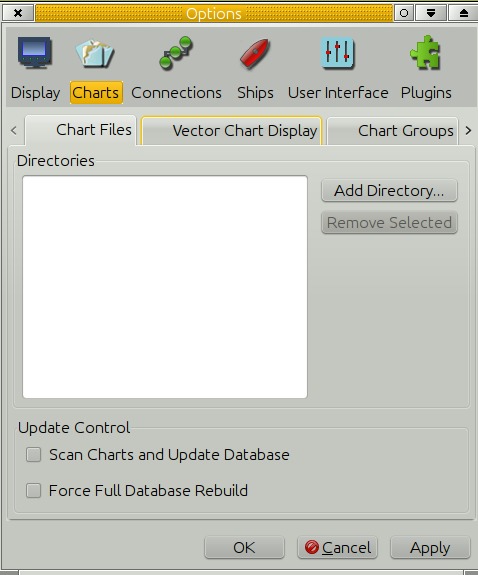 Options
Display Charts Connections Ships User Interface Plugins
Chart Files Vector Chart Display Chart Groups
Directories
Add Directory...
Remove Selected
Update Control
Scan Charts and Update Database
Force Full Database Rebuild
OK Cancel Apply